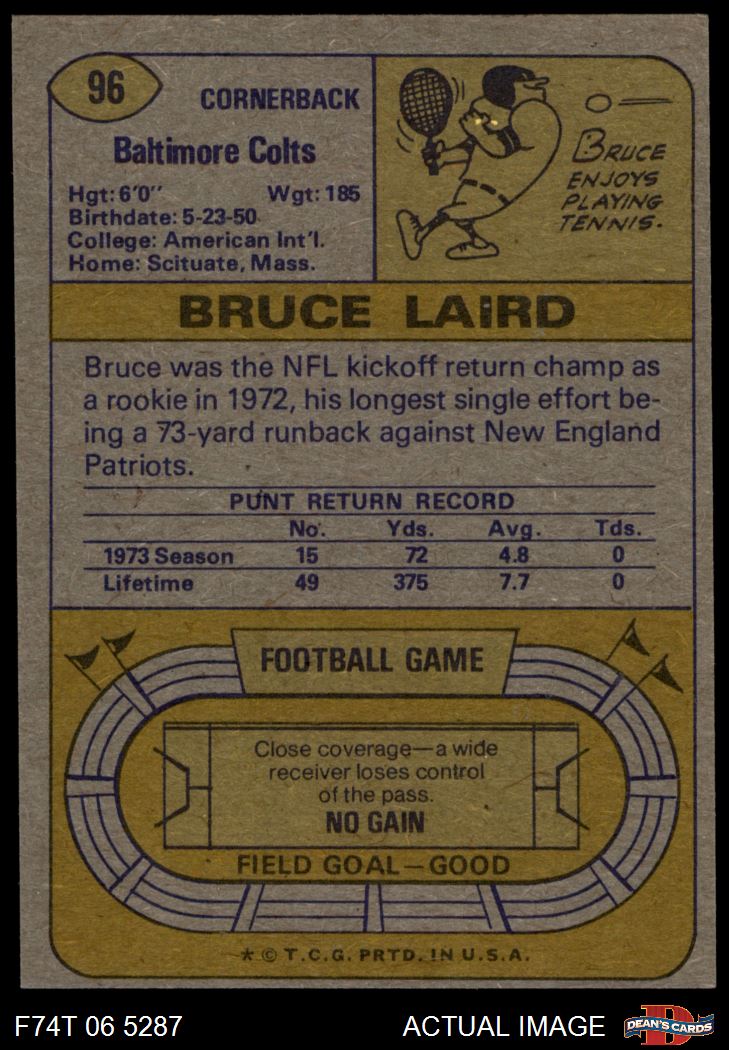 96
CORNERBACK
Baltimore Colts
Hgt: 6'0" Wgt: 185
Birthdate: 5-23-50
College: American Int'l.
Home: Scituate, Mass.
BRUCE
ENJOYS
PLAYING
TENNIS.
BRUCE LAiRD
Bruce was the NFL kickoff return champ as
a rookie in 1972, his longest single effort be-
ing a 73-yard runback against New England
Patriots.
PUNT RETURN RECORD
No. Yds. Avg. Tds.
1973 Season 15 72 4.8 0
Lifetime 49 375 7.7 0
FOOTBALL GAME
Close coverage—a wide
receiver loses control
of the pass.
NO GAIN
FIELD GOAL—GOOD
* © T.C.G. PRTD. IN U.S.A.
F74T 06 5287 ACTUAL IMAGE D DEAN'S CARDS